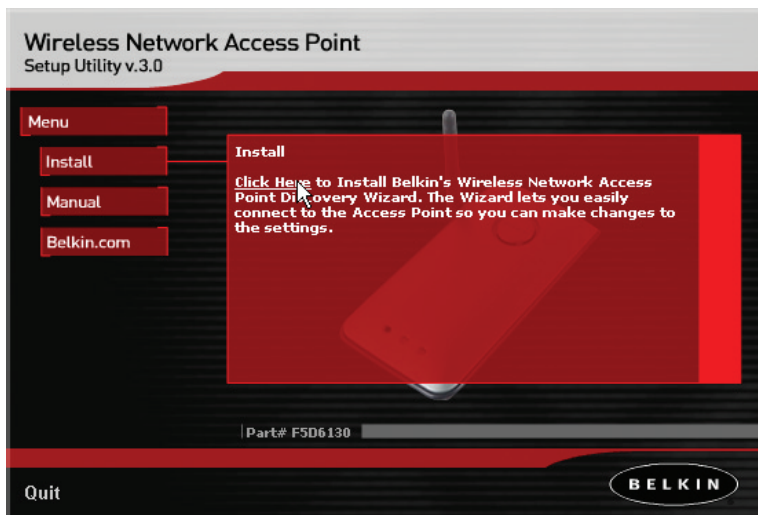 Wireless Network Access Point
Setup Utility v.3.0
Menu
Install
Manual
Belkin.com
Install
Click Here to Install Belkin's Wireless Network Access
Point Discovery Wizard. The Wizard lets you easily
connect to the Access Point so you can make changes to
the settings.
Part# F5D6130
Quit
BELKIN